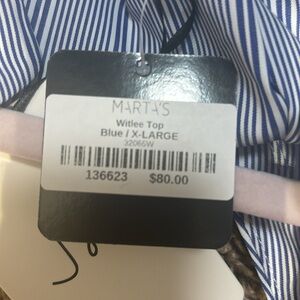 MARTA'S
Witlee Top
Blue / X-LARGE
32066W
136623 $80.00